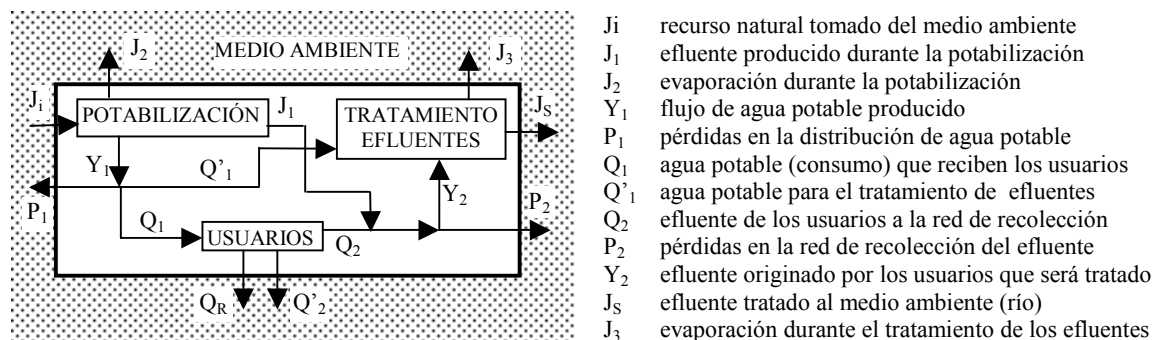 MEDIO AMBIENTE
J2
J3
Ji
POTABILIZACIÓN
J1
TRATAMIENTO
EFLUENTES
JS
Y1
Q'1
Y2
P1
P2
Q1
USUARIOS
Q2
QR
Q'2
Ji recurso natural tomado del medio ambiente
J1 efluente producido durante la potabilización
J2 evaporación durante la potabilización
Y1 flujo de agua potable producido
P1 pérdidas en la distribución de agua potable
Q1 agua potable (consumo) que reciben los usuarios
Q'1 agua potable para el tratamiento de efluentes
Q2 efluente de los usuarios a la red de recolección
P2 pérdidas en la red de recolección del efluente
Y2 efluente originado por los usuarios que será tratado
JS efluente tratado al medio ambiente (río)
J3 evaporación durante el tratamiento de los efluentes